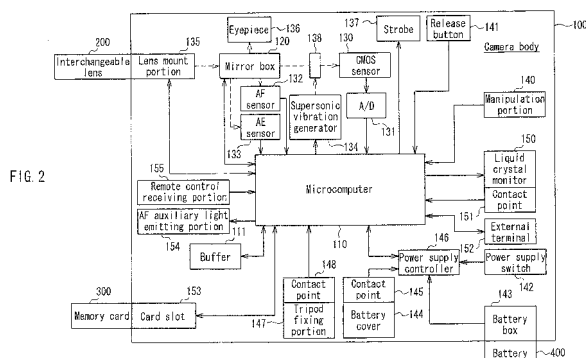 137
Strobe
Release button
141
100
Camera body
Eyepiece
136
120
138
130
CMOS sensor
200
135
Interchangeable lens
Lens mount portion
Mirror box
132
AF sensor
A/D
131
140
Manipulation portion
AE sensor
133
Supersonic vibration generator
134
150
Liquid crystal monitor
Contact point
151
FIG. 2
155
Remote control receiving portion
Microcomputer
110
AF auxiliary light emitting portion
154
111
Buffer
External terminal
152
146
Power supply controller
Power supply switch
142
148
Contact point
Tripod fixing portion
147
Contact point
145
Battery cover
144
143
Battery box
300
153
Memory card
Card slot
Battery
400